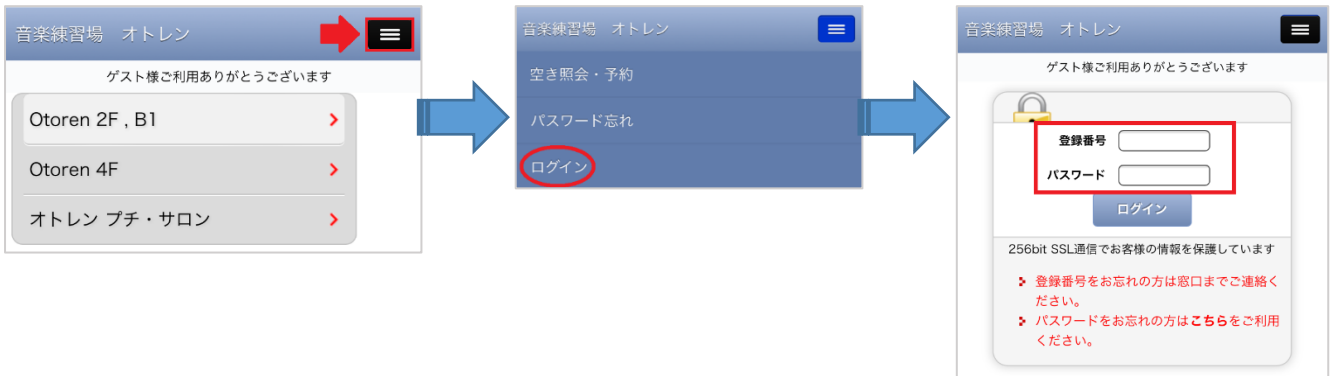 音楽練習場　オトレン
ゲスト様ご利用ありがとうございます
Otoren 2F , B1
Otoren 4F
オトレン プチ・サロン
音楽練習場　オトレン
空き照会・予約
パスワード忘れ
ログイン
音楽練習場　オトレン
ゲスト様ご利用ありがとうございます
登録番号
パスワード
ログイン
256bit SSL通信でお客様の情報を保護しています
登録番号をお忘れの方は窓口までご連絡く
ださい。
パスワードをお忘れの方はこちらをご利用
ください。